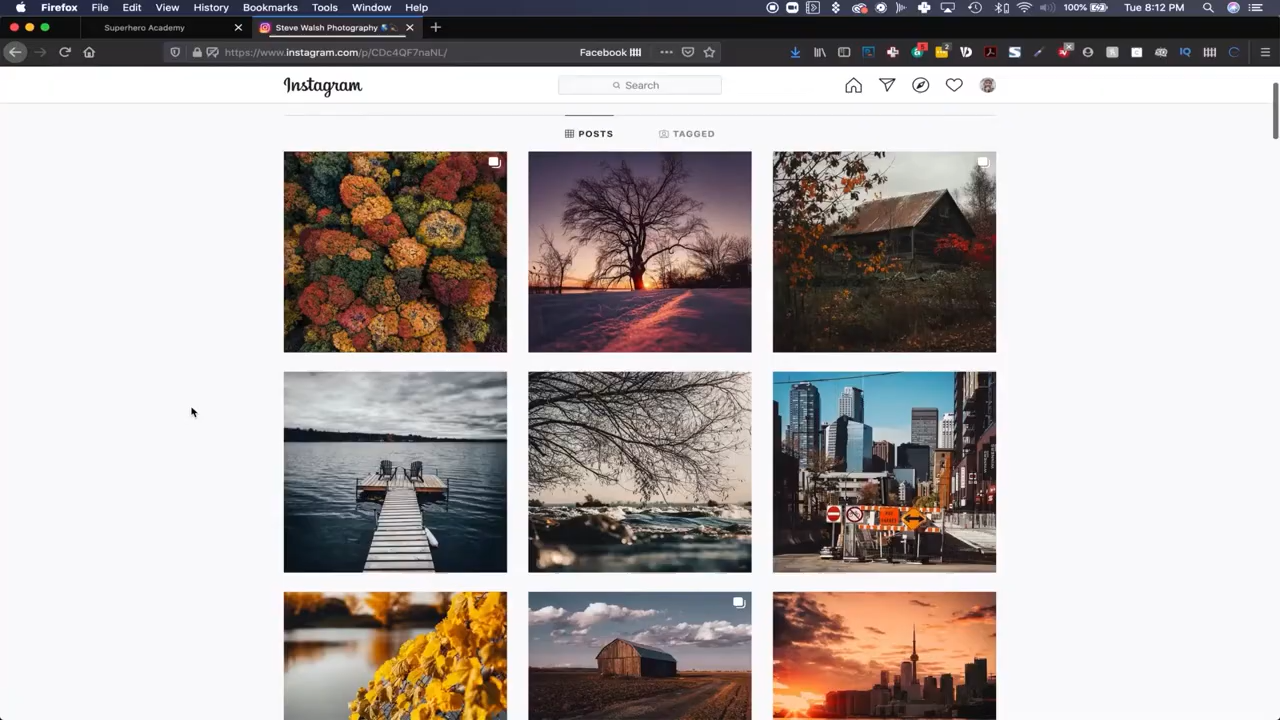 Firefox File Edit View History Bookmarks Tools Window Help 100% Tue 8:12 PM
Superhero Academy Steve Walsh Photography
https://www.instagram.com/p/CDc4QF7naNL/ Facebook
Instagram Search
POSTS TAGGED